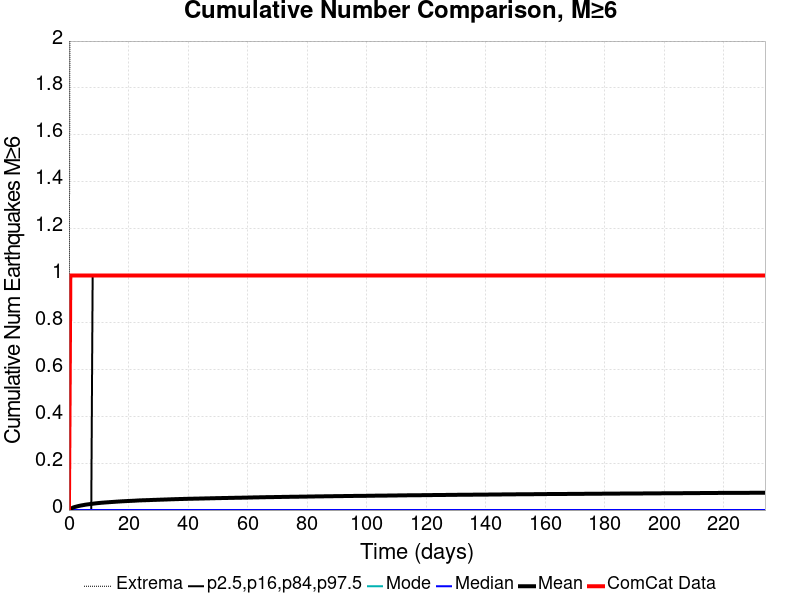 Cumulative Number Comparison, M≥6
Cumulative Num Earthquakes M≥6
2
1.8
1.6
1.4
1.2
1
0.8
0.6
0.4
0.2
0
0 20 40 60 80 100 120 140 160 180 200 220
Time (days)
Extrema p2.5,p16,p84,p97.5 Mode Median Mean ComCat Data